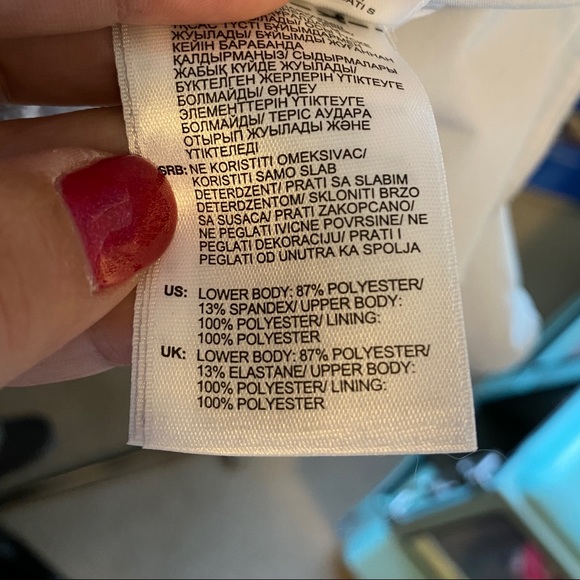 ҚСАС ТҮСТІ БҰЙЫМДАРМЕН
ЖУЫЛАДЫ/ БҰЙЫМДЫ ЖУҒАННАН
КЕЙІН БАРАБАНДА
ҚАЛДЫРМАҢЫЗ/ СЫДЫРМАЛАРЫ
ЖАБЫҚ КҮЙДЕ ЖУЫЛАДЫ/
БҮКТЕЛГЕН ЖЕРЛЕРІН ҮТІКТЕУГЕ
БОЛМАЙДЫ/ ӨҢДЕУ
ЭЛЕМЕНТТЕРІН ҮТІКТЕУГЕ
БОЛМАЙДЫ/ ТЕРІС АУДАРА
ОТЫРЫП ЖУЫЛАДЫ ЖӘНЕ
ҮТІКТЕЛЕДІ
SRB: NE KORISTITI OMEKSIVAC/
KORISTITI SAMO SLAB
DETERDZENT/ PRATI SA SLABIM
DETERDZENTOM/ SKLONITI BRZO
SA SUSACA/ PRATI ZAKOPCANO/
NE PEGLATI IVICNE POVRSINE/ NE
PEGLATI DEKORACIJU/ PRATI I
PEGLATI OD UNUTRA KA SPOLJA
US: LOWER BODY: 87% POLYESTER/
13% SPANDEX/ UPPER BODY:
100% POLYESTER/ LINING:
100% POLYESTER
UK: LOWER BODY: 87% POLYESTER/
13% ELASTANE/ UPPER BODY:
100% POLYESTER/ LINING:
100% POLYESTER